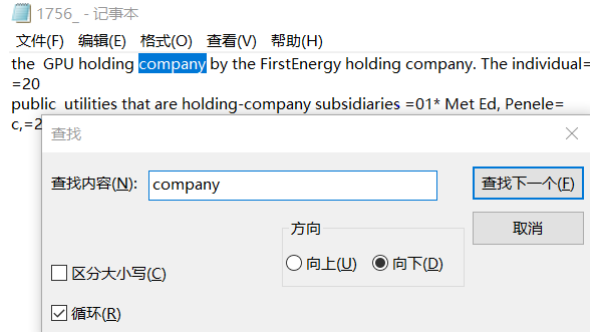 1756_ - 记事本
文件(F) 编辑(E) 格式(O) 查看(V) 帮助(H)
the  GPU holding company by the FirstEnergy holding company. The individual=
=20
public  utilities that are holding-company subsidiaries =01* Met Ed, Penele=
c,=2
查找
查找内容(N): company 查找下一个(F)
方向 取消
向上(U) 向下(D)
区分大小写(C)
循环(R)